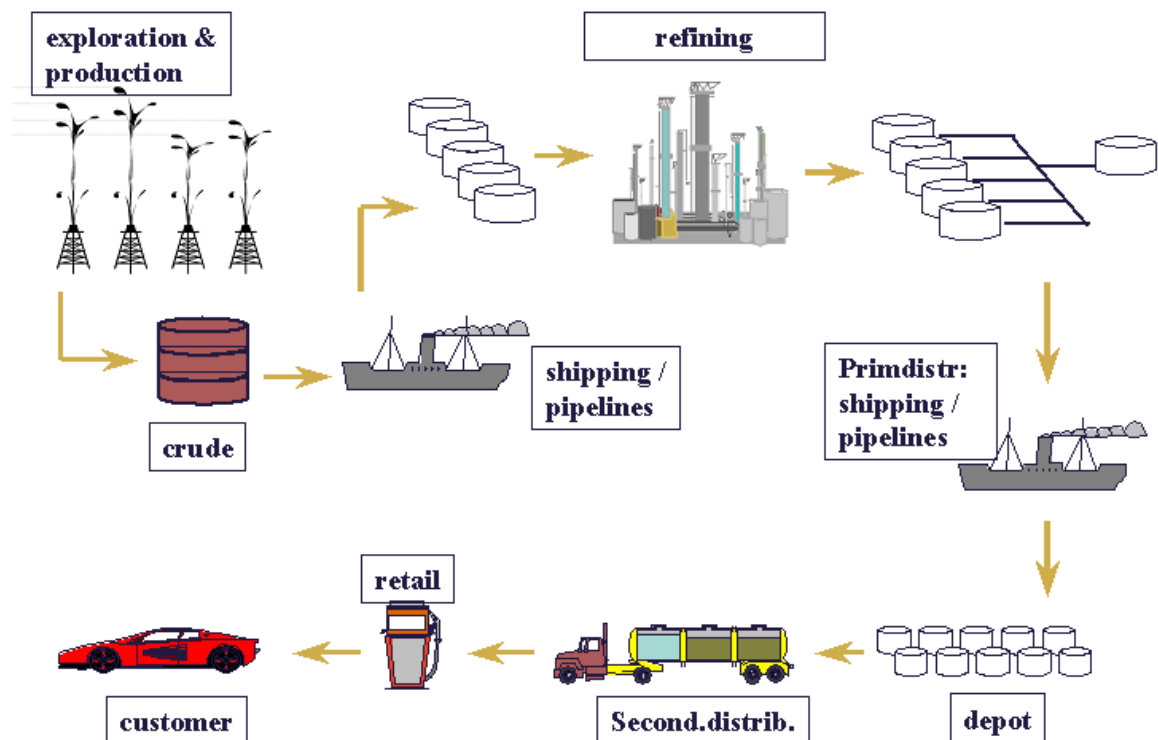 exploration &
production
refining
shipping /
pipelines
crude
Primdistr:
shipping /
pipelines
retail
customer
Second.distrib.
depot